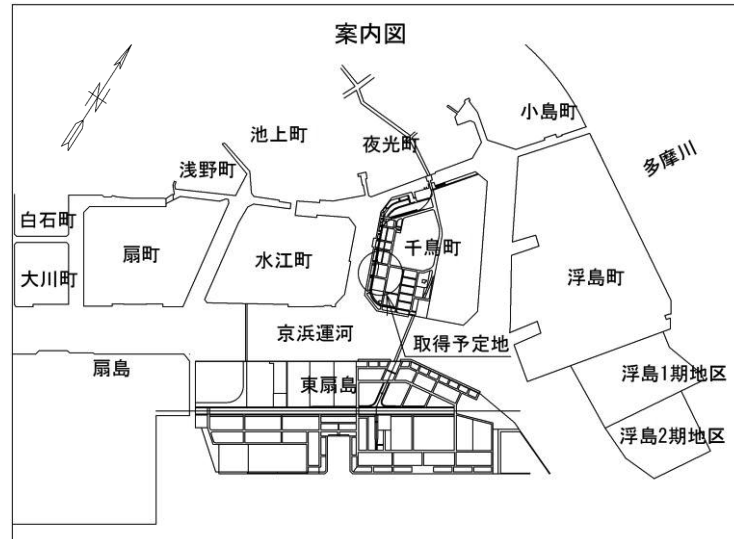 案内図
小島町
池上町
夜光町
多摩川
浅野町
白石町
扇町
水江町
千鳥町
大川町
浮島町
京浜運河
取得予定地
扇島
東扇島
浮島1期地区
浮島2期地区